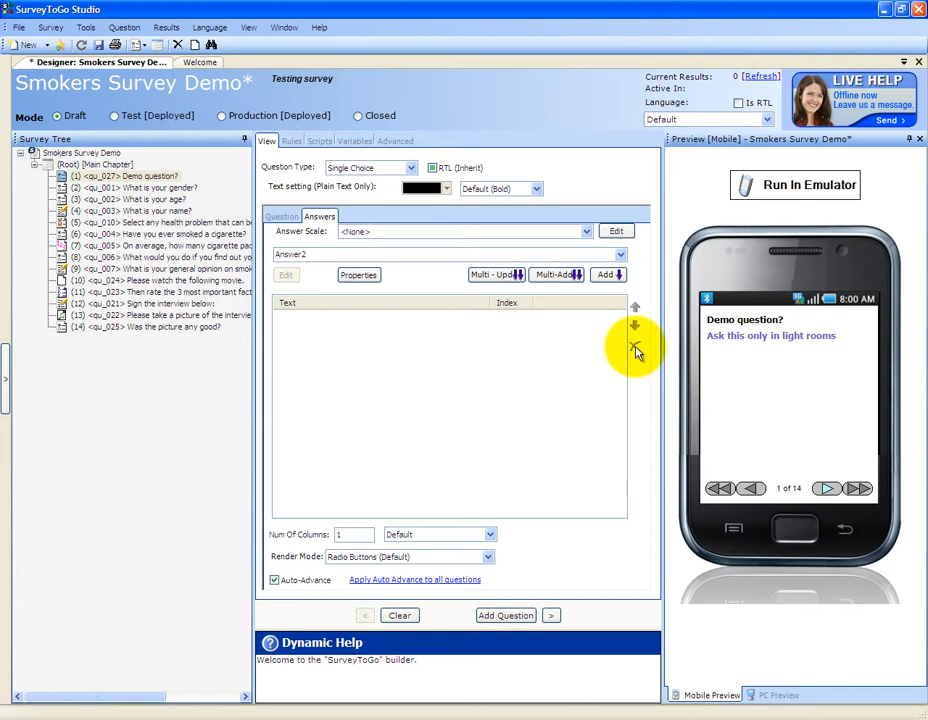 SurveyToGo Studio
File Survey Tools Question Results Language View Window Help
New
* Designer: Smokers Survey De... Welcome
Smokers Survey Demo*
Testing survey
Current Results: 0 [Refresh]
Active In:
Language: Is RTL
Default
LIVE HELP
Offline now
Leave us a message.
Send >
Mode Draft Test [Deployed] Production [Deployed] Closed
Survey Tree
Smokers Survey Demo
(Root) [Main Chapter]
(1) <qu_027> Demo question?
(2) <qu_001> What is your gender?
(3) <qu_002> What is your age?
(4) <qu_003> What is your name?
(5) <qu_010> Select any health problem that can be
(6) <qu_004> Have you ever smoked a cigarette?
(7) <qu_005> On average, how many cigarette pac
(8) <qu_006> What would you do if you
(9) <qu_007> What is your general opinion on smok
(10) <qu_024> Please watch the following movie.
(11) <qu_023> Then rate the 3 most important fact
(12) <qu_021> Sign the interview below:
(13) <qu_022> Please take a picture of the intervie
(14) <qu_025> Was the picture any good?
View Rules Scripts Variables Advanced
Question Type: Single Choice RTL (Inherit)
Text setting (Plain Text Only): Default (Bold)
Question Answers
Answer Scale: <None> Edit
Answer2
Edit Properties Multi - Upd Multi-Add Add
Text Index
Num Of Columns: 1 Default
Render Mode: Radio Buttons (Default)
Auto-Advance Apply Auto Advance to all questions
< Clear Add Question >
Dynamic Help
Welcome to the "SurveyToGo" builder.
Preview [Mobile] - Smokers Survey Demo*
Run In Emulator
8:00 AM
Demo question?
Ask this only in light rooms
1 of 14
Mobile Preview PC Preview